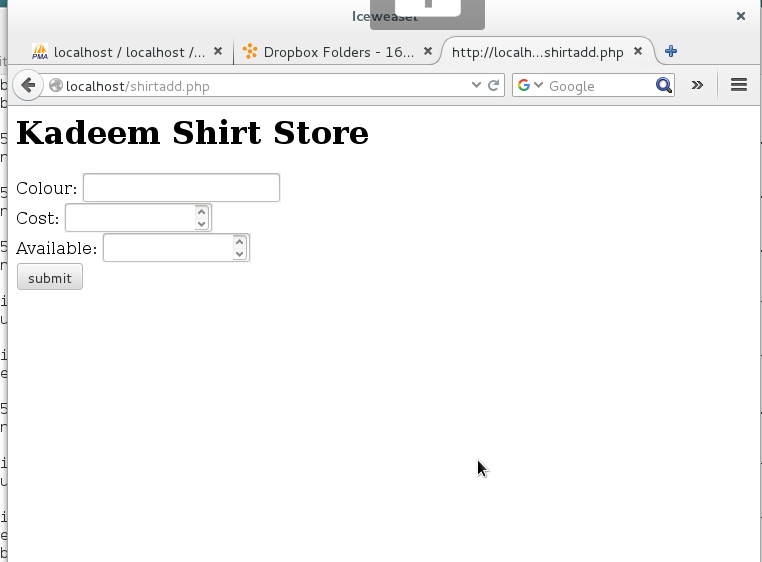 Iceweasel
PMA localhost / localhost /... Dropbox Folders - 16... http://localh...shirtadd.php
localhost/shirtadd.php Google
Kadeem Shirt Store
Colour:
Cost:
Available:
submit